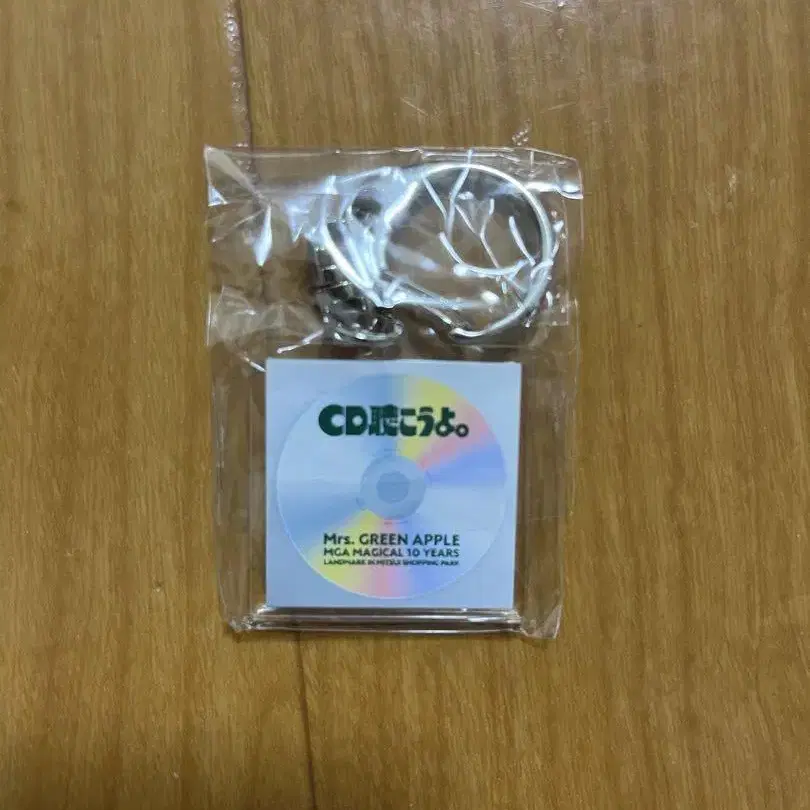 CD聴こうよ。
Mrs. GREEN APPLE
MGA MAGICAL 10 YEARS
LANDMARK IN MITSUI SHOPPING PARK